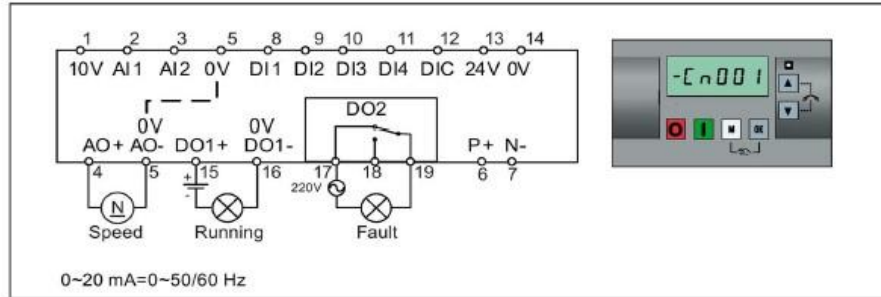 1 2 3 5 8 9 10 11 12 13 14
10V AI1 AI2 0V DI1 DI2 DI3 DI4 DIC 24V 0V
-Cn001
DO2
0V 0V
AO+ AO- DO1+ DO1- P+ N-
4 5 15 16 17 18 19 6 7
+
-
220V
N
O I M OK
Speed Running Fault
0~20 mA=0~50/60 Hz